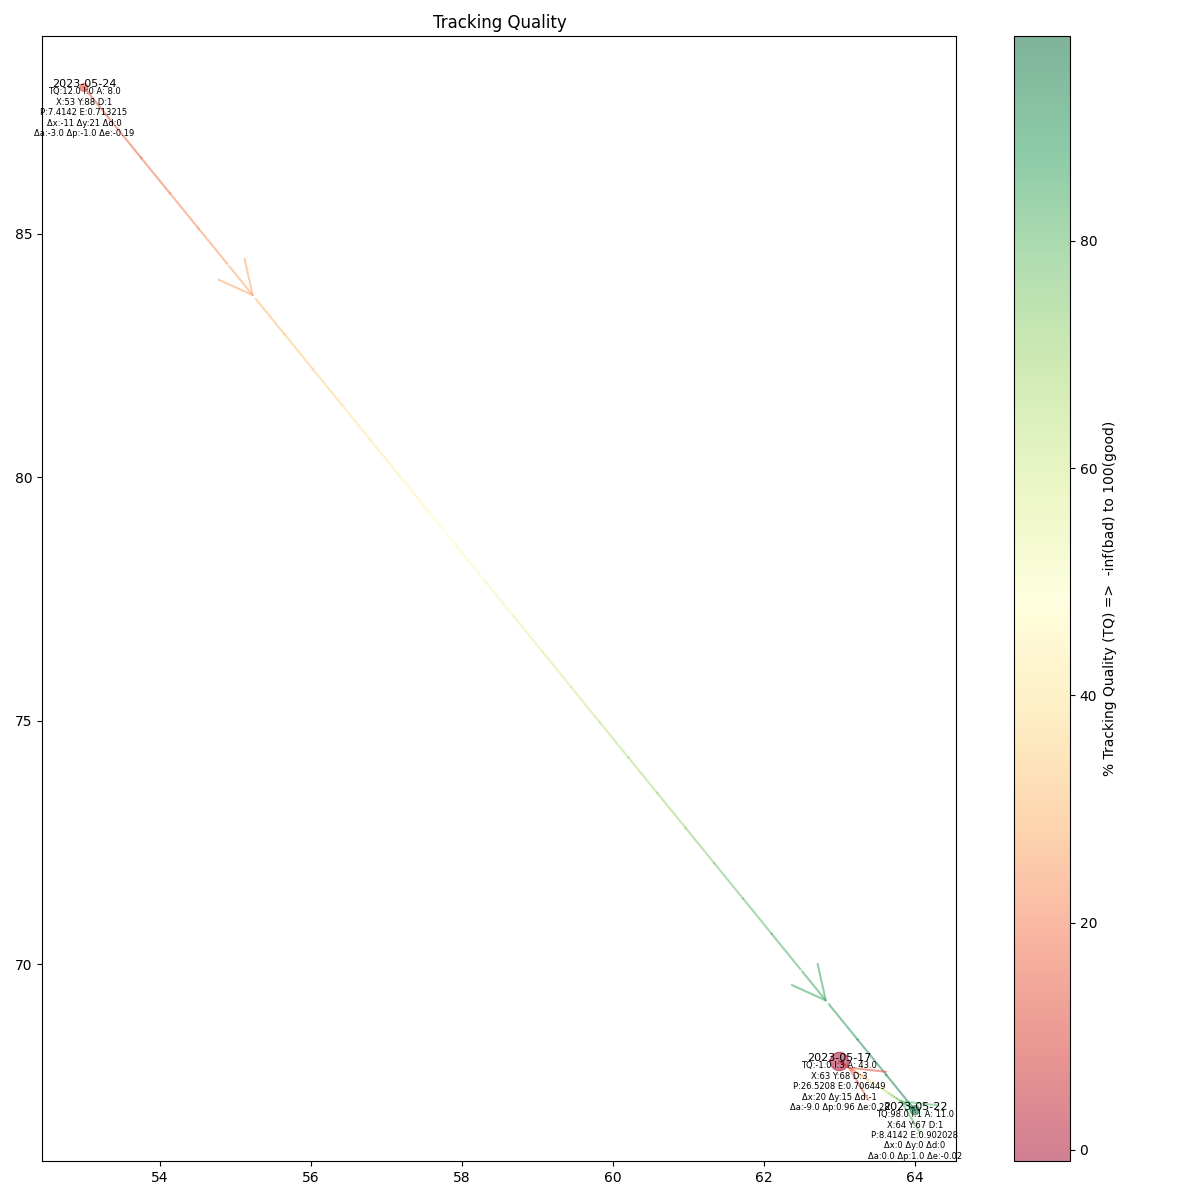 Tracking Quality
2023-05-24
TQ:12.0 I:0 A: 8.0
X:53 Y:88 D:1
P:7.4142 E:0.713215
Δx:-11 Δy:21 Δd:0
Δa:-3.0 Δp:-1.0 Δe:-0.19
85
80
75
70
2023-05-17
TQ:-1.0 I:3 A: 43.0
X:63 Y:68 D:3
P:26.5208 E:0.706449
Δx:20 Δy:15 Δd:-1
Δa:-9.0 Δp:0.96
2023-05-22
TQ:98.0 I:1 A: 11.0
X:64 Y:67 D:1
P:8.4142 E:0.902028
Δx:0 Δy:0 Δd:0
Δa:0.0 Δp:1.0 Δe:-0.02
54 56 58 60 62 64
80
60
40
20
0
% Tracking Quality (TQ) => -inf(bad) to 100(good)